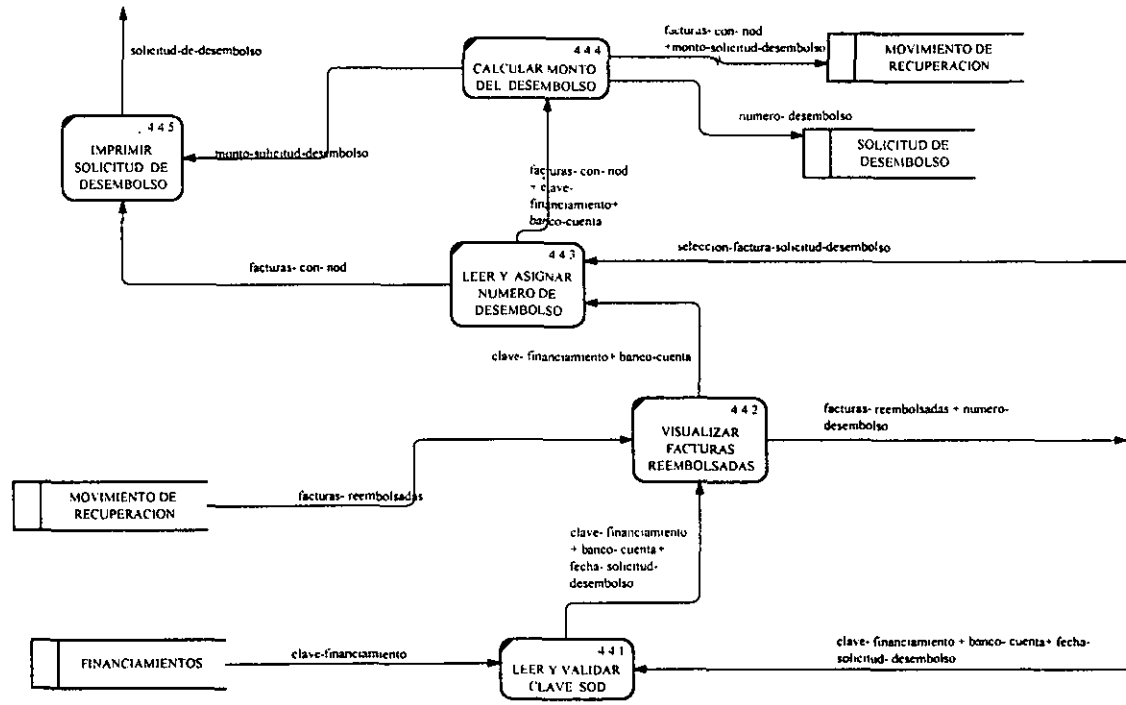 solicitud-de-desembolso
4 4 5
IMPRIMIR
SOLICITUD DE
DESEMBOLSO
monto-solicitud-desembolso
4 4 4
CALCULAR MONTO
DEL DESEMBOLSO
facturas- con- nod
+monto-solicitud-desembolso
MOVIMIENTO DE
RECUPERACION
numero- desembolso
SOLICITUD DE
DESEMBOLSO
facturas- con- nod
+ clave-
financiamiento+
banco-cuenta
facturas- con- nod
4 4 3
LEER Y ASIGNAR
NUMERO DE
DESEMBOLSO
seleccion-factura-solicitud-desembolso
clave- financiamiento+ banco-cuenta
4 4 2
VISUALIZAR
FACTURAS
REEMBOLSADAS
facturas- reembolsadas + numero-
desembolso
MOVIMIENTO DE
RECUPERACION
facturas- reembolsadas
clave- financiamiento
+ banco- cuenta +
fecha- solicitud-
desembolso
FINANCIAMIENTOS
clave-financiamiento
4 4 1
LEER Y VALIDAR
CLAVE SOD
clave- financiamiento + banco- cuenta+ fecha-
solicitud- desembolso